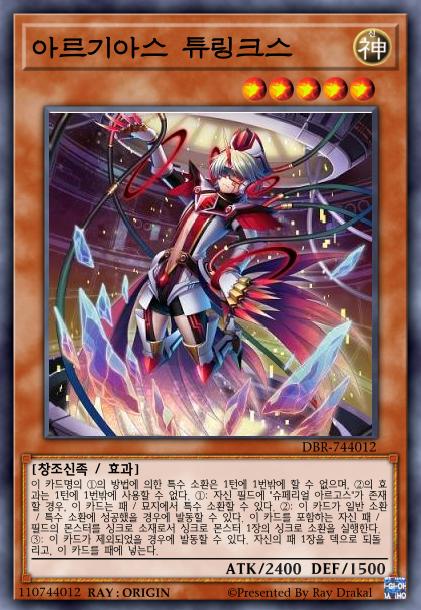 아르기아스 튜링크스
신
神
DBR-744012
[창조신족 / 효과]
이 카드명의 ①의 방법에 의한 특수 소환은 1턴에 1번밖에 할 수 없으며, ②의 효
과는 1턴에 1번밖에 사용할 수 없다. ①: 자신 필드에 "슈페리얼 아르고스"가 존재
할 경우, 이 카드는 패 / 묘지에서 특수 소환할 수 있다. ②: 이 카드가 일반 소환
/ 특수 소환에 성공했을 경우에 발동할 수 있다. 이 카드를 포함하는 자신 패 /
필드의 몬스터를 싱크로 소재로서 싱크로 몬스터 1장의 싱크로 소환을 실행한다.
③: 이 카드가 제외되었을 경우에 발동할 수 있다. 자신의 패 1장을 덱으로 되돌
리고, 이 카드를 패에 넣는다.
ATK/2400 DEF/1500
110744012 RAY : ORIGIN ©Presented By Ray Drakal